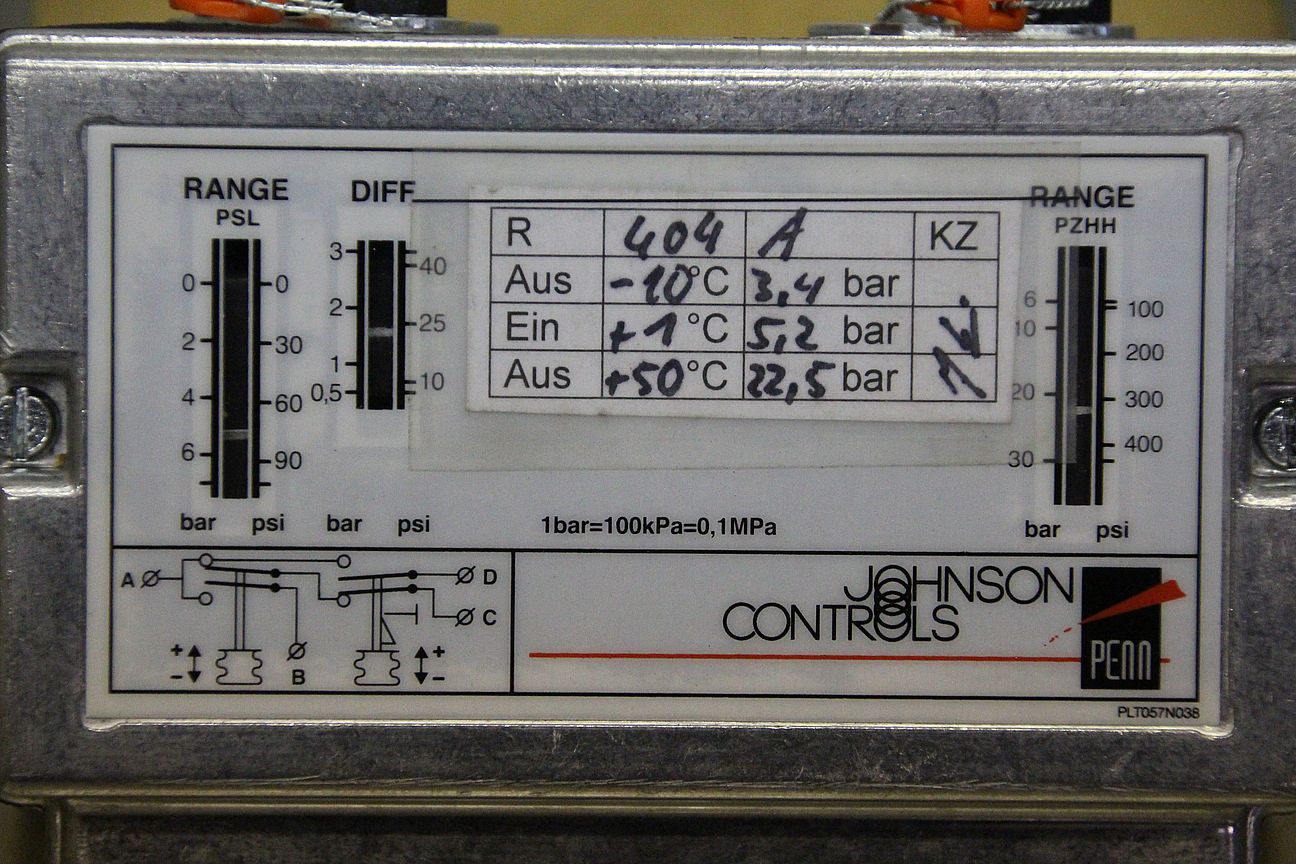 RANGE
PSL
0
2
4
6
0
30
60
90
bar psi
DIFF
3
2
1
0,5
40
25
10
bar psi
R 404 A KZ
Aus -10°C 3,4 bar
Ein +1°C 5,2 bar
Aus +50°C 22,5 bar
1bar=100kPa=0,1MPa
RANGE
PZHH
6
10
20
30
100
200
300
400
bar psi
A
B
D
C
+
-
+
-
JOHNSON
CONTROLS
PENN
PLT057N038